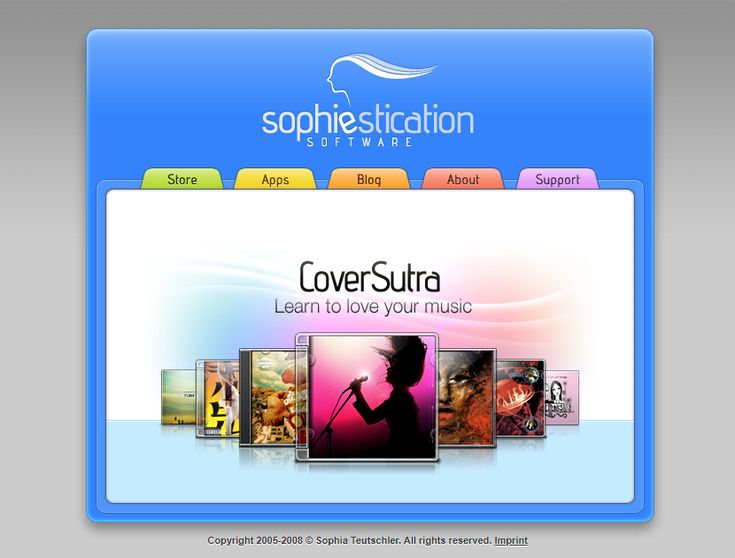 sophiestication
SOFTWARE
Store Apps Blog About Support
CoverSutra
Learn to love your music
Copyright 2005-2008 © Sophia Teutschler. All rights reserved. Imprint